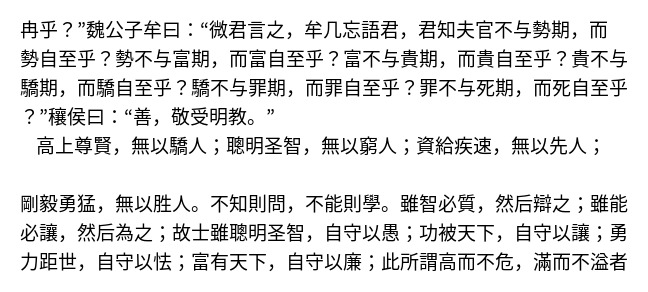 冉乎？”魏公子牟曰：“微君言之，牟几忘語君，君知夫官不与勢期，而
勢自至乎？勢不与富期，而富自至乎？富不与貴期，而貴自至乎？貴不与
驕期，而驕自至乎？驕不与罪期，而罪自至乎？罪不与死期，而死自至乎
？”穰侯曰：“善，敬受明教。”
高上尊賢，無以驕人；聰明圣智，無以窮人；資給疾速，無以先人；
剛毅勇猛，無以胜人。不知則問，不能則學。雖智必質，然后辯之；雖能
必讓，然后為之；故士雖聰明圣智，自守以愚；功被天下，自守以讓；勇
力距世，自守以怯；富有天下，自守以廉；此所謂高而不危，滿而不溢者